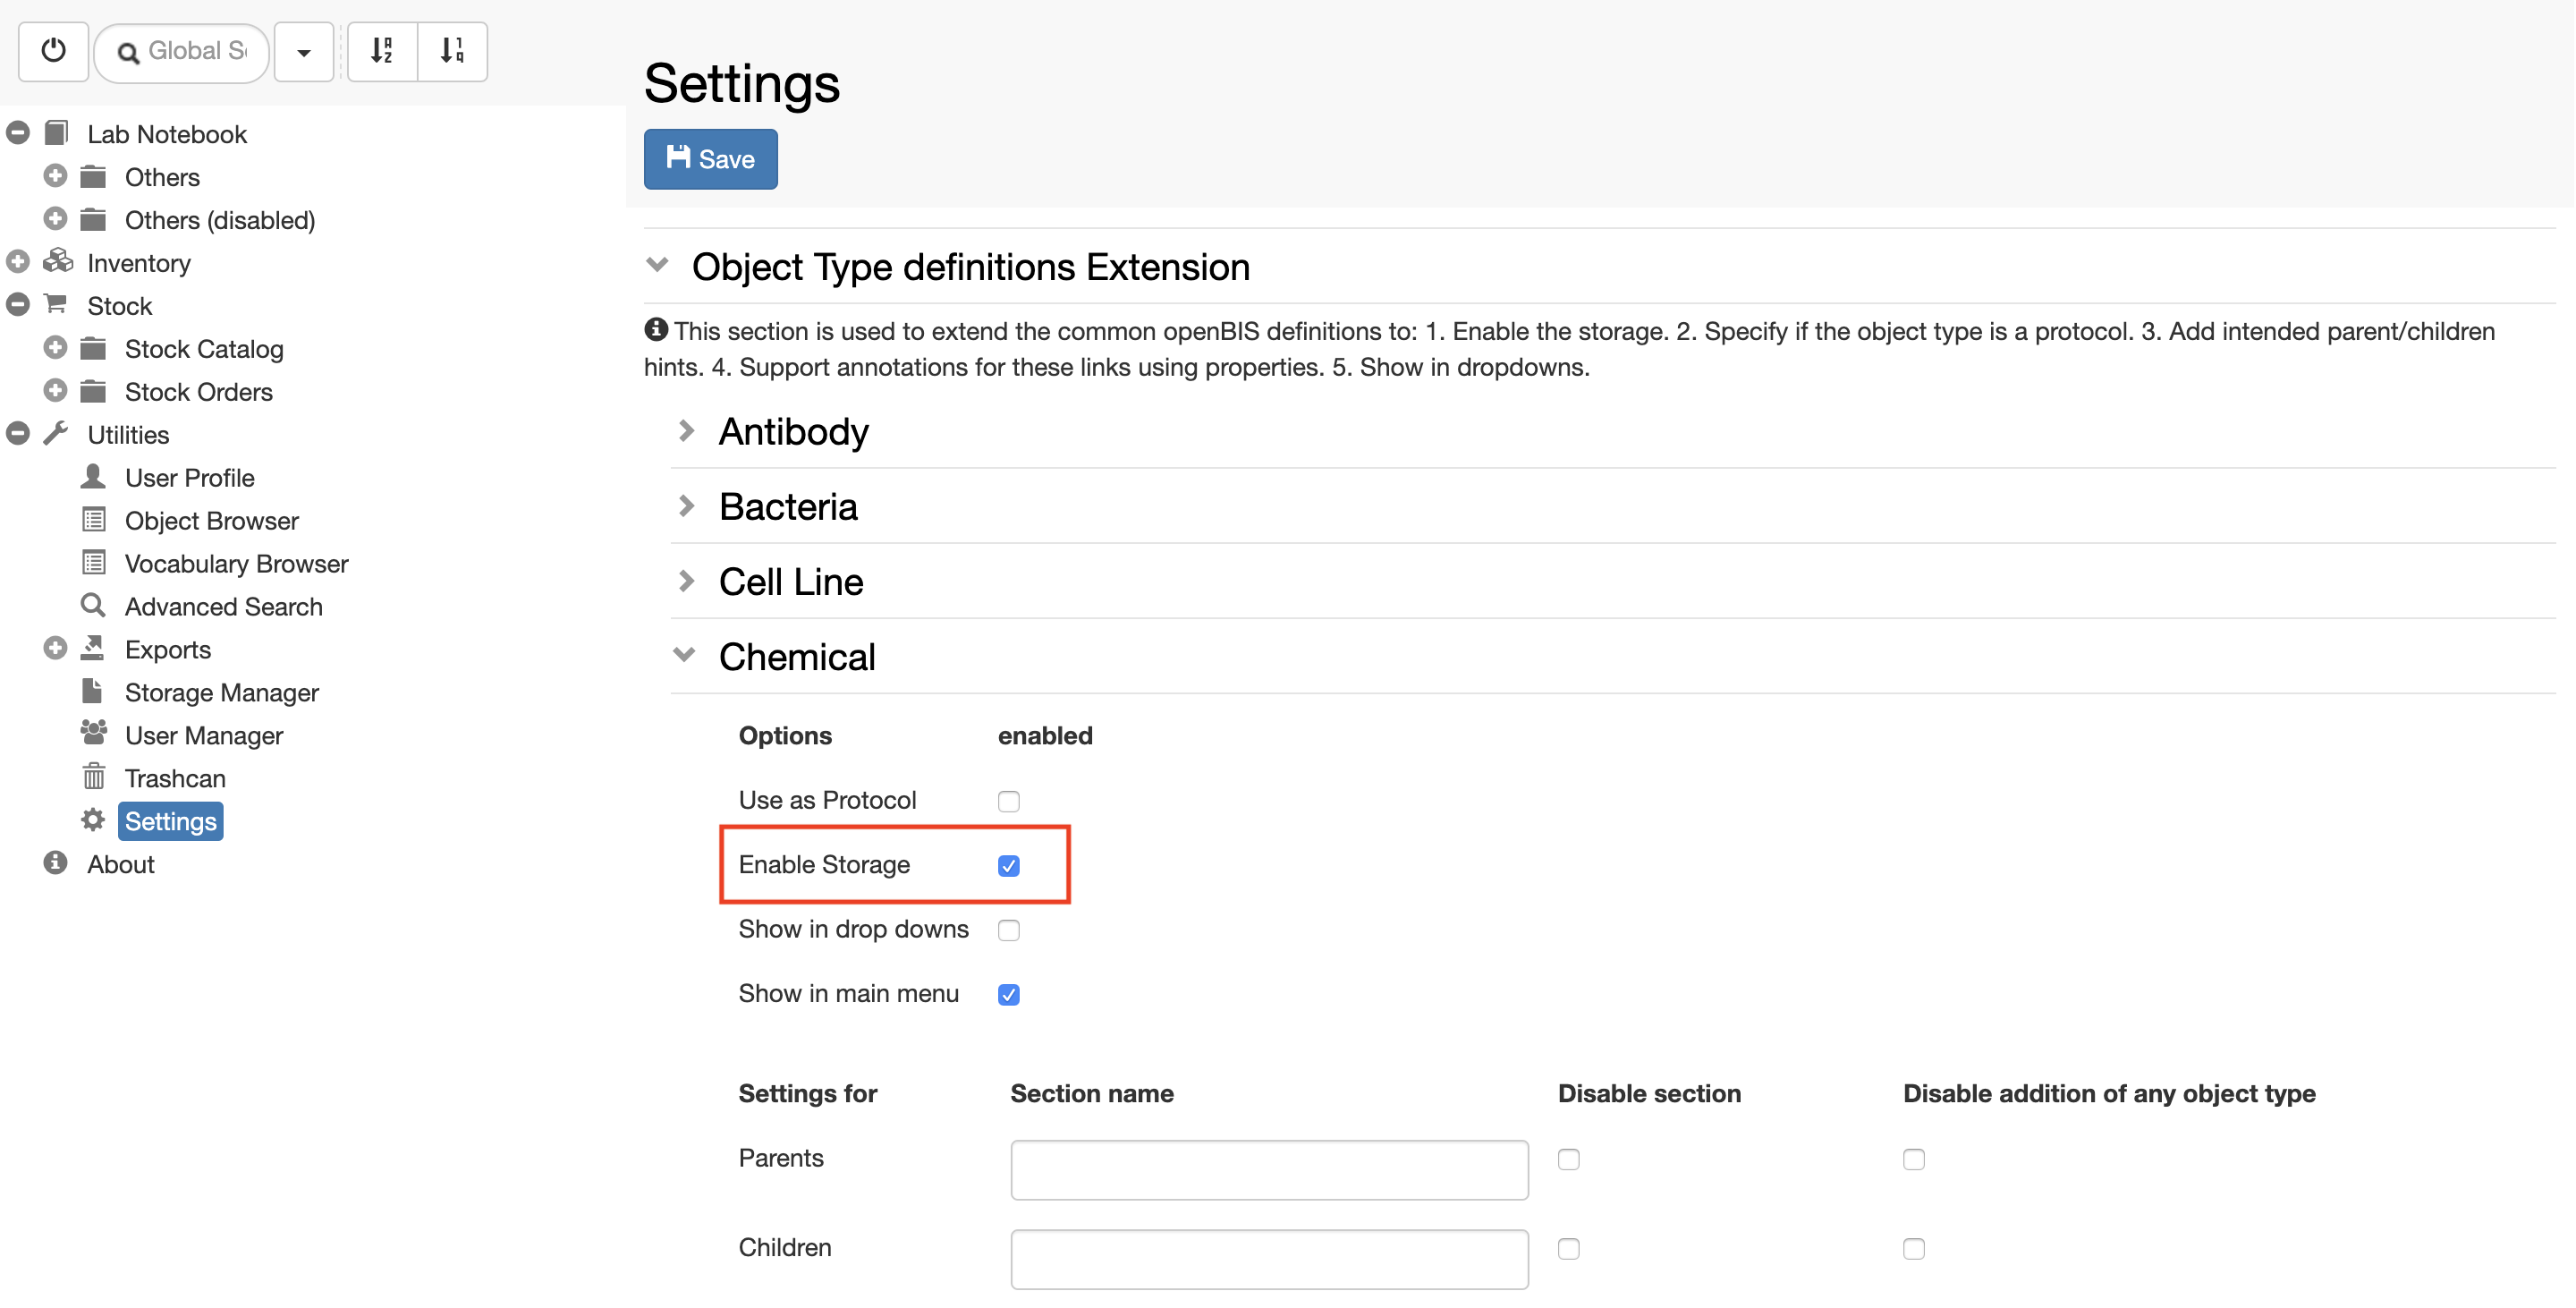 Global Se
Lab Notebook
Others
Others (disabled)
Inventory
Stock
Stock Catalog
Stock Orders
Utilities
User Profile
Object Browser
Vocabulary Browser
Advanced Search
Exports
Storage Manager
User Manager
Trashcan
Settings
About
Settings
Save
Object Type definitions Extension
This section is used to extend the common openBIS definitions to: 1. Enable the storage. 2. Specify if the object type is a protocol. 3. Add intended parent/children
hints. 4. Support annotations for these links using properties. 5. Show in dropdowns.
Antibody
Bacteria
Cell Line
Chemical
Options enabled
Use as Protocol
Enable Storage
Show in drop downs
Show in main menu
Settings for Section name Disable section Disable addition of any object type
Parents
Children